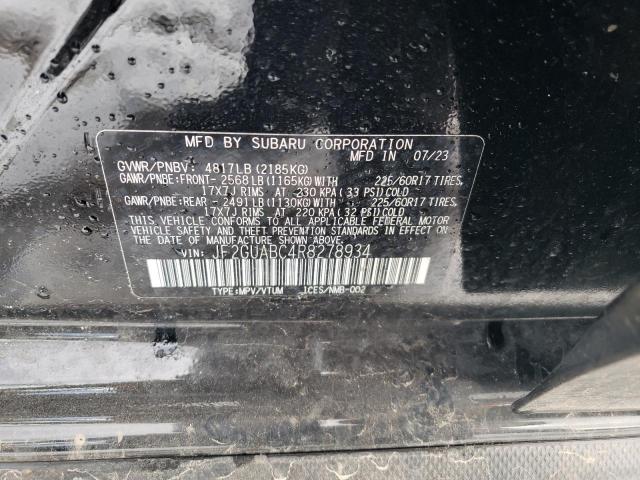 MFD BY SUBARU CORPORATION
MFD IN 07/23
GVWR/PNBV: 4817LB (2185KG)
GAWR/PNBE:FRONT- 2568LB(1165KG)WITH 225/60R17 TIRES,
17X7J RIMS AT 230 KPA (33 PSI)COLD
GAWR/PNBE:REAR - 2491LB(1130KG)WITH 225/60R17 TIRES,
17X7J RIMS AT 220 KPA (32 PSI)COLD
THIS VEHICLE CONFORMS TO ALL APPLICABLE FEDERAL MOTOR
VEHICLE SAFETY AND THEFT PREVENTION STANDARDS IN EFFECT
ON THE DATE OF MANUFACTURE SHOWN ABOVE.
VIN: JF2GUABC4R8278934
TYPE:MPV/VTUM ICES/NMB-002